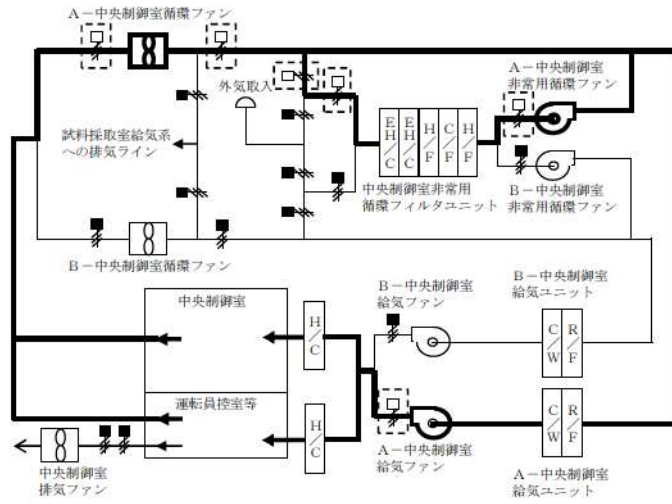 A－中央制御室循環ファン
外気取入
A－中央制御室
非常用循環ファン
試料採取室給気系
への排気ライン
E
H
／
C
E
H
／
C
H
／
F
C
／
F
H
／
F
中央制御室非常用
循環フィルタユニット
B－中央制御室
非常用循環ファン
B－中央制御室循環ファン
中央制御室
H
／
C
B－中央制御室
給気ファン
B－中央制御室
給気ユニット
C
／
W
R
／
F
運転員控室等
H
／
C
C
／
W
R
／
F
中央制御室
排気ファン
A－中央制御室
給気ファン
A－中央制御室
給気ユニット